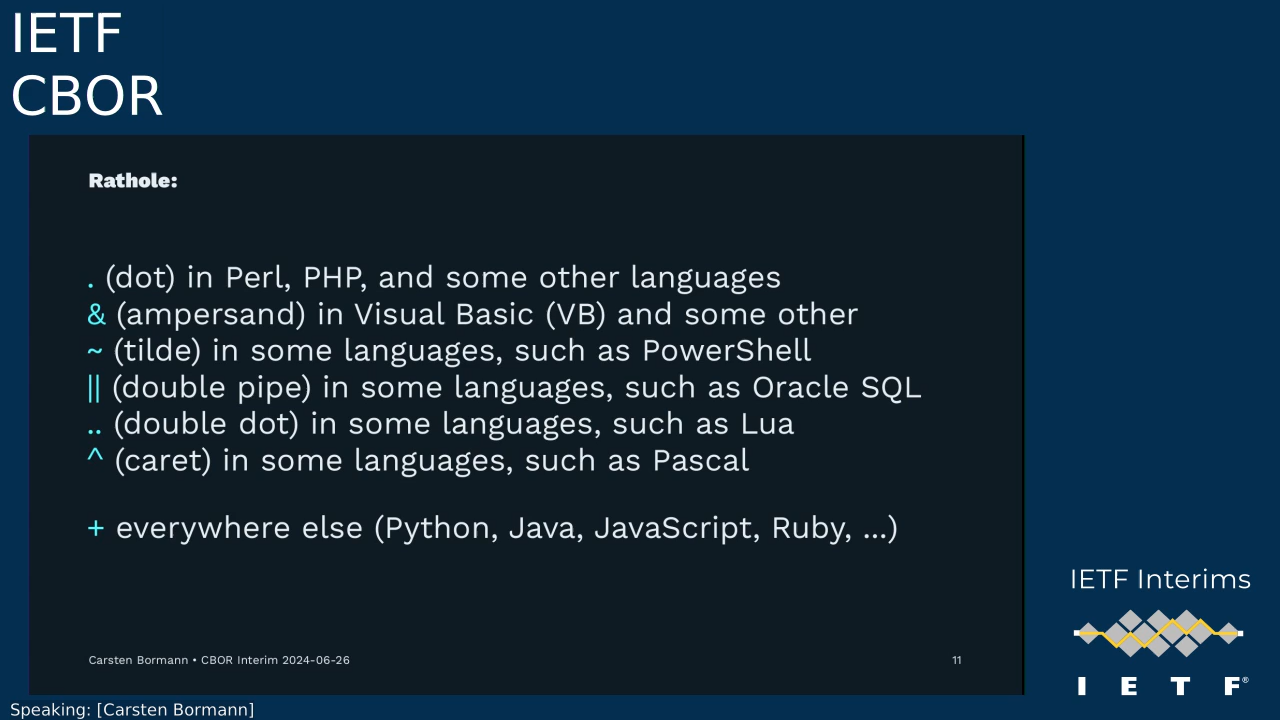 IETF
CBOR
Rathole:
. (dot) in Perl, PHP, and some other languages
& (ampersand) in Visual Basic (VB) and some other
~ (tilde) in some languages, such as PowerShell
|| (double pipe) in some languages, such as Oracle SQL
.. (double dot) in some languages, such as Lua
^ (caret) in some languages, such as Pascal
+ everywhere else (Python, Java, JavaScript, Ruby, ...)
Carsten Bormann • CBOR Interim 2024-06-26
11
IETF Interims
I E T F®
Speaking: [Carsten Bormann]